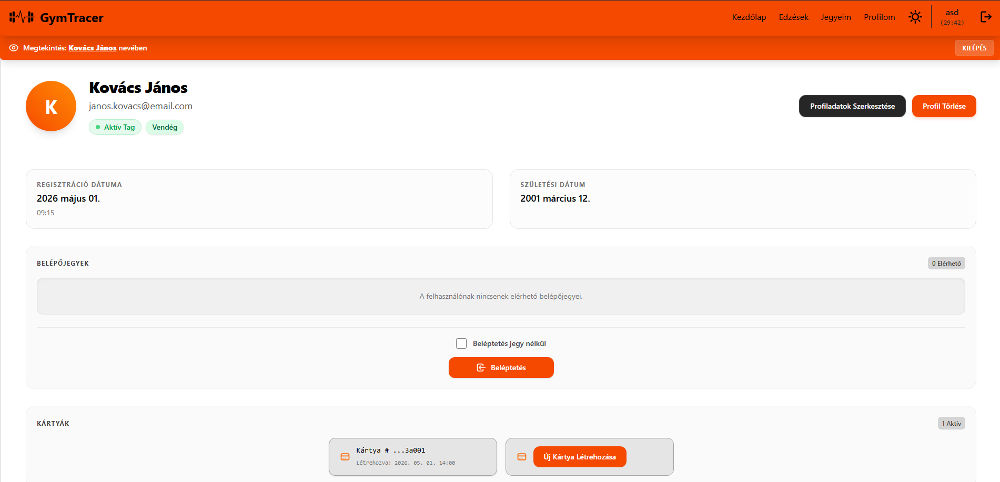 GymTracer
Kezdőlap Edzések Jegyeim Profilom
asd
(29:42)
Megtekintés: Kovács János nevében
KILÉPÉS
K
Kovács János
janos.kovacs@email.com
Aktív Tag Vendég
Profiladatok Szerkesztése Profil Törlése
REGISZTRÁCIÓ DÁTUMA
2026 május 01.
09:15
SZÜLETÉSI DÁTUM
2001 március 12.
BELÉPŐJEGYEK
0 Elérhető
A felhasználónak nincsenek elérhető belépőjegyei.
Beléptetés jegy nélkül
Beléptetés
KÁRTYÁK
1 Aktív
Kártya # ...3a001
Létrehozva: 2026. 05. 01. 14:00
Új Kártya Létrehozása